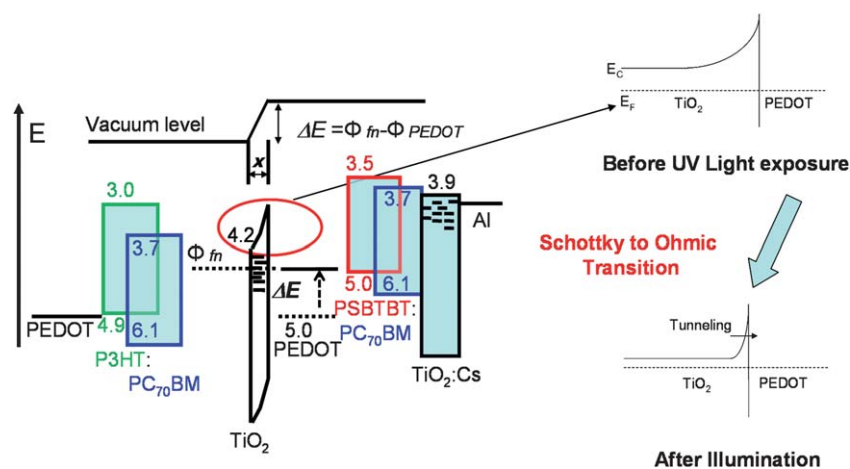 E
Vacuum level
ΔE = Φ fn-Φ PEDOT
x
3.0
3.7
4.9
6.1
PEDOT
P3HT:
PC₇₀BM
4.2
Φ fn
ΔE
5.0
PEDOT
TiO₂
3.5
3.7
3.9
Al
5.0
6.1
PSBTBT:
PC₇₀BM
TiO₂:Cs
E_C
E_F
TiO₂
PEDOT
Before UV Light exposure
Schottky to Ohmic
Transition
Tunneling
TiO₂
PEDOT
After Illumination